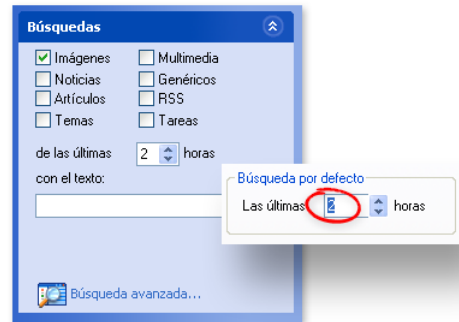 Búsquedas
Imágenes Multimedia
Noticias Genéricos
Artículos RSS
Temas Tareas
de las últimas 2 horas
con el texto:
Búsqueda por defecto
Las últimas 2 horas
Búsqueda avanzada...